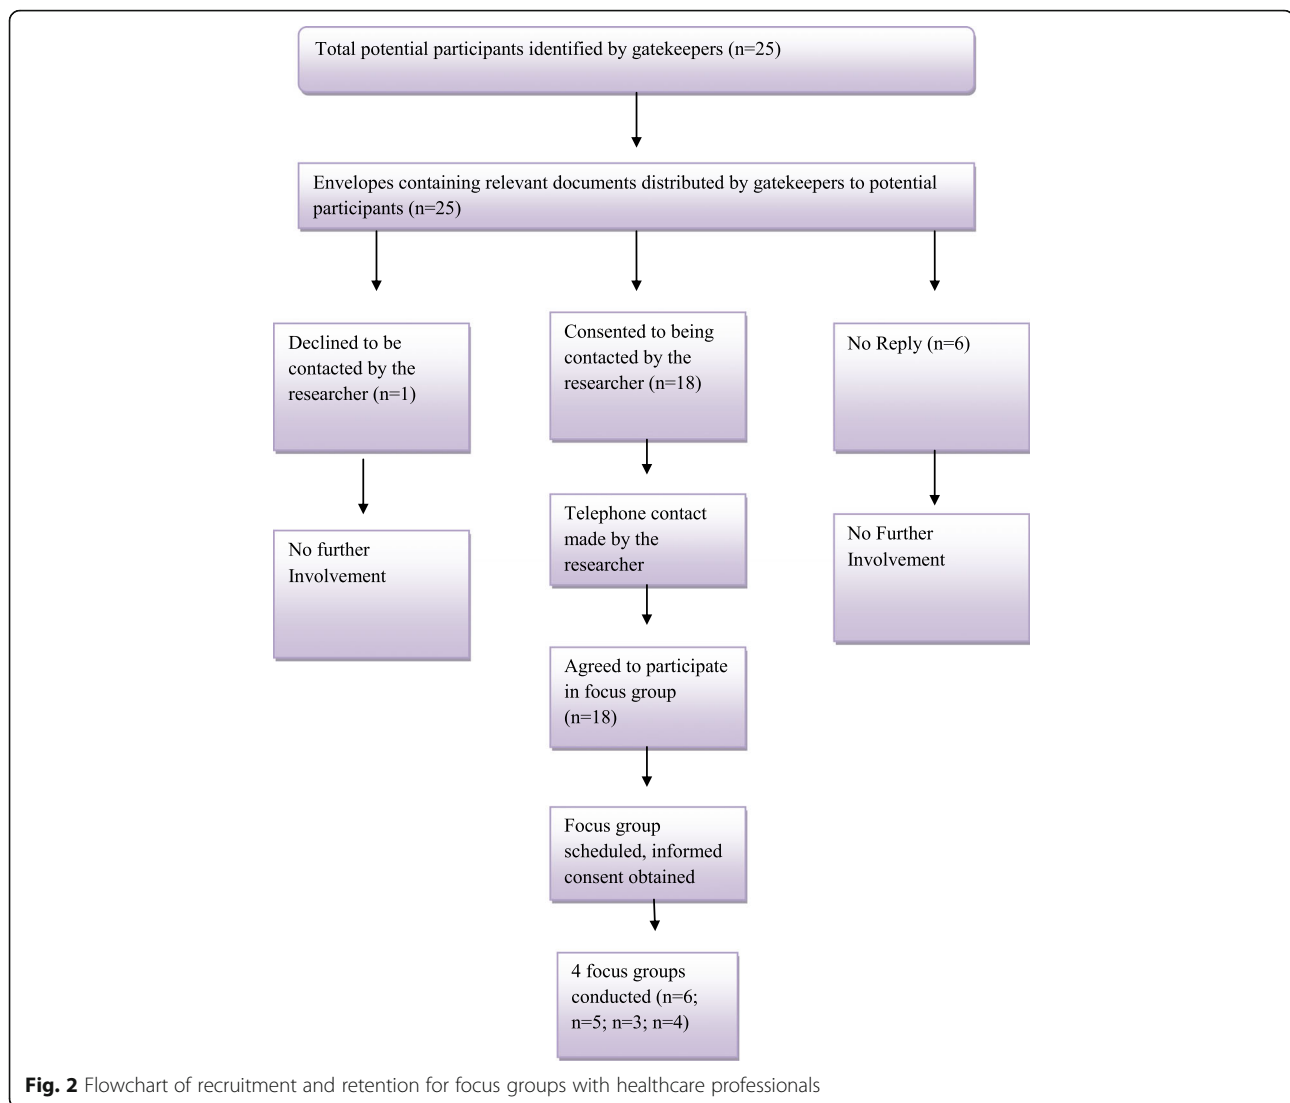 Total potential participants identified by gatekeepers (n=25)
Envelopes containing relevant documents distributed by gatekeepers to potential
participants (n=25)
Declined to be
contacted by the
researcher (n=1)
Consented to being
contacted by the
researcher (n=18)
No Reply (n=6)
No further
Involvement
Telephone contact
made by the
researcher
No Further
Involvement
Agreed to participate
in focus group
(n=18)
Focus group
scheduled, informed
consent obtained
4 focus groups
conducted (n=6;
n=5; n=3; n=4)
Fig. 2 Flowchart of recruitment and retention for focus groups with healthcare professionals